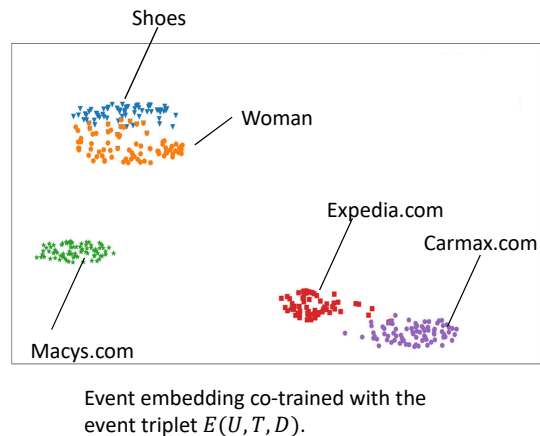 Shoes
Woman
Expedia.com
Carmax.com
Macys.com
Event embedding co-trained with the
event triplet E(U, T, D).